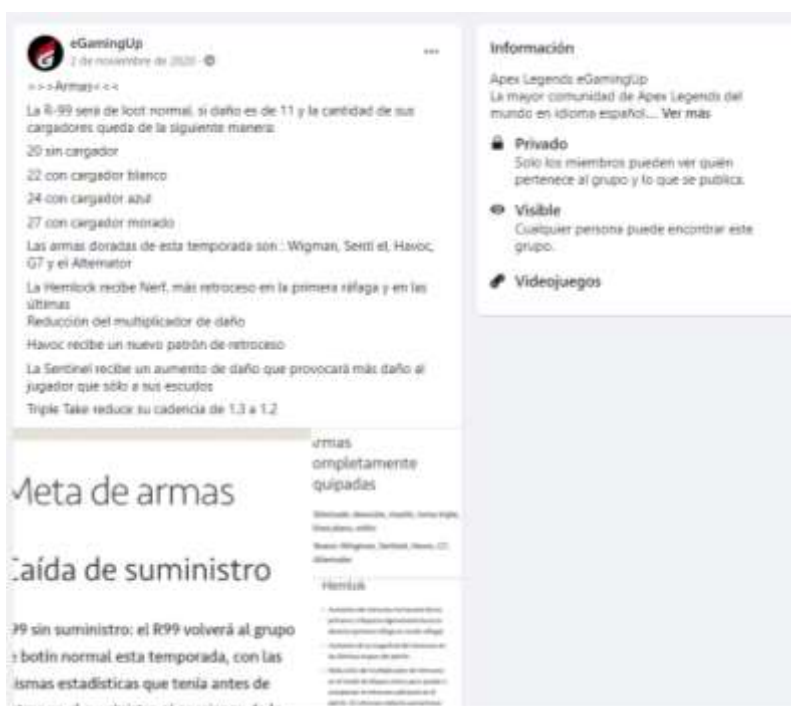 eGamingUp
2 de noviembre de 2020
>>>Armas<<<
La R-99 será de loot normal, si daño es de 11 y la cantidad de sus
cargadores queda de la siguiente manera:
20 sin cargador
22 con cargador blanco
24 con cargador azul
27 con cargador morado
Las armas doradas de esta temporada son : Wigman, Senti el, Havoc,
G7 y el Alternator
La Hemlock recibe Nerf, más retroceso en la primera ráfaga y en las
últimas
Reducción del multiplicador de daño
Havoc recibe un nuevo patrón de retroceso
La Sentinel recibe un aumento de daño que provocará más daño al
jugador que sólo a sus escudos
Triple Take reduce su cadencia de 1.3 a 1.2
Meta de armas
Caída de suministro
99 sin suministro: el R99 volverá al grupo
botín normal esta temporada, con las
ismas estadísticas que tenía antes de
rmas
ompletamente
quipadas
Hemlok
Información
Apex Legends eGamingUp
La mayor comunidad de Apex Legends del
mundo en idioma español... Ver más
Privado
Solo los miembros pueden ver quién
pertenece al grupo y lo que se publica.
Visible
Cualquier persona puede encontrar este
grupo.
Videojuegos